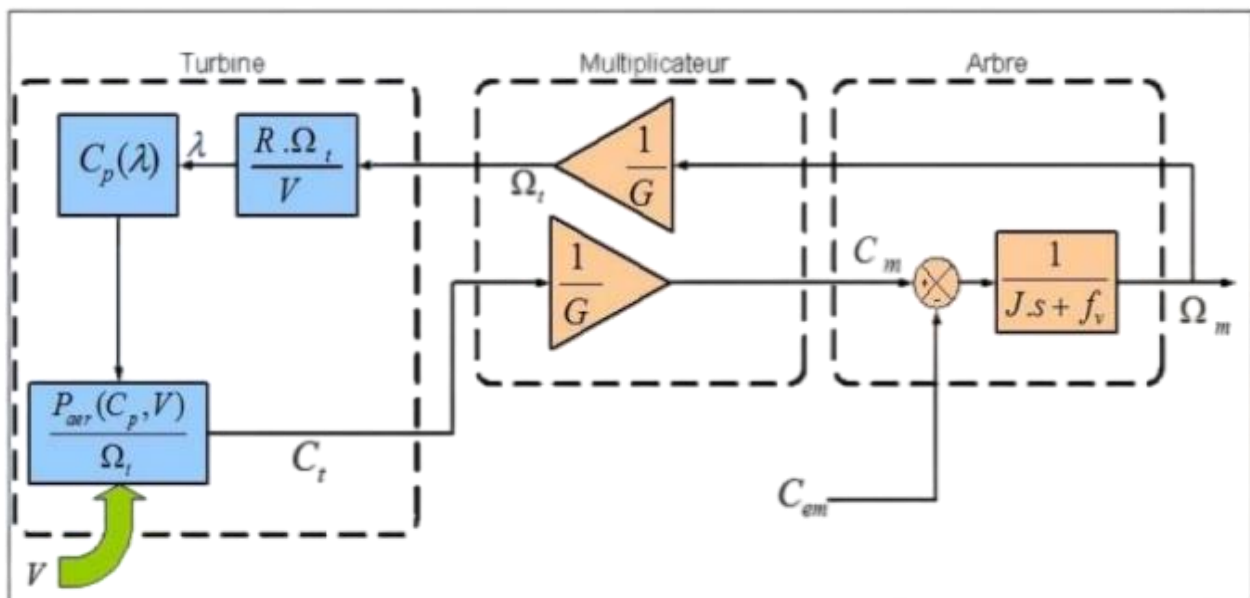 Turbine
Multiplicateur
Arbre
C_p(λ)
λ
R.Ω_t / V
Ω_t
1/G
1/G
C_m
+
-
1 / J.s + f_v
Ω_m
P_aer(C_p,V) / Ω_t
C_t
C_em
V